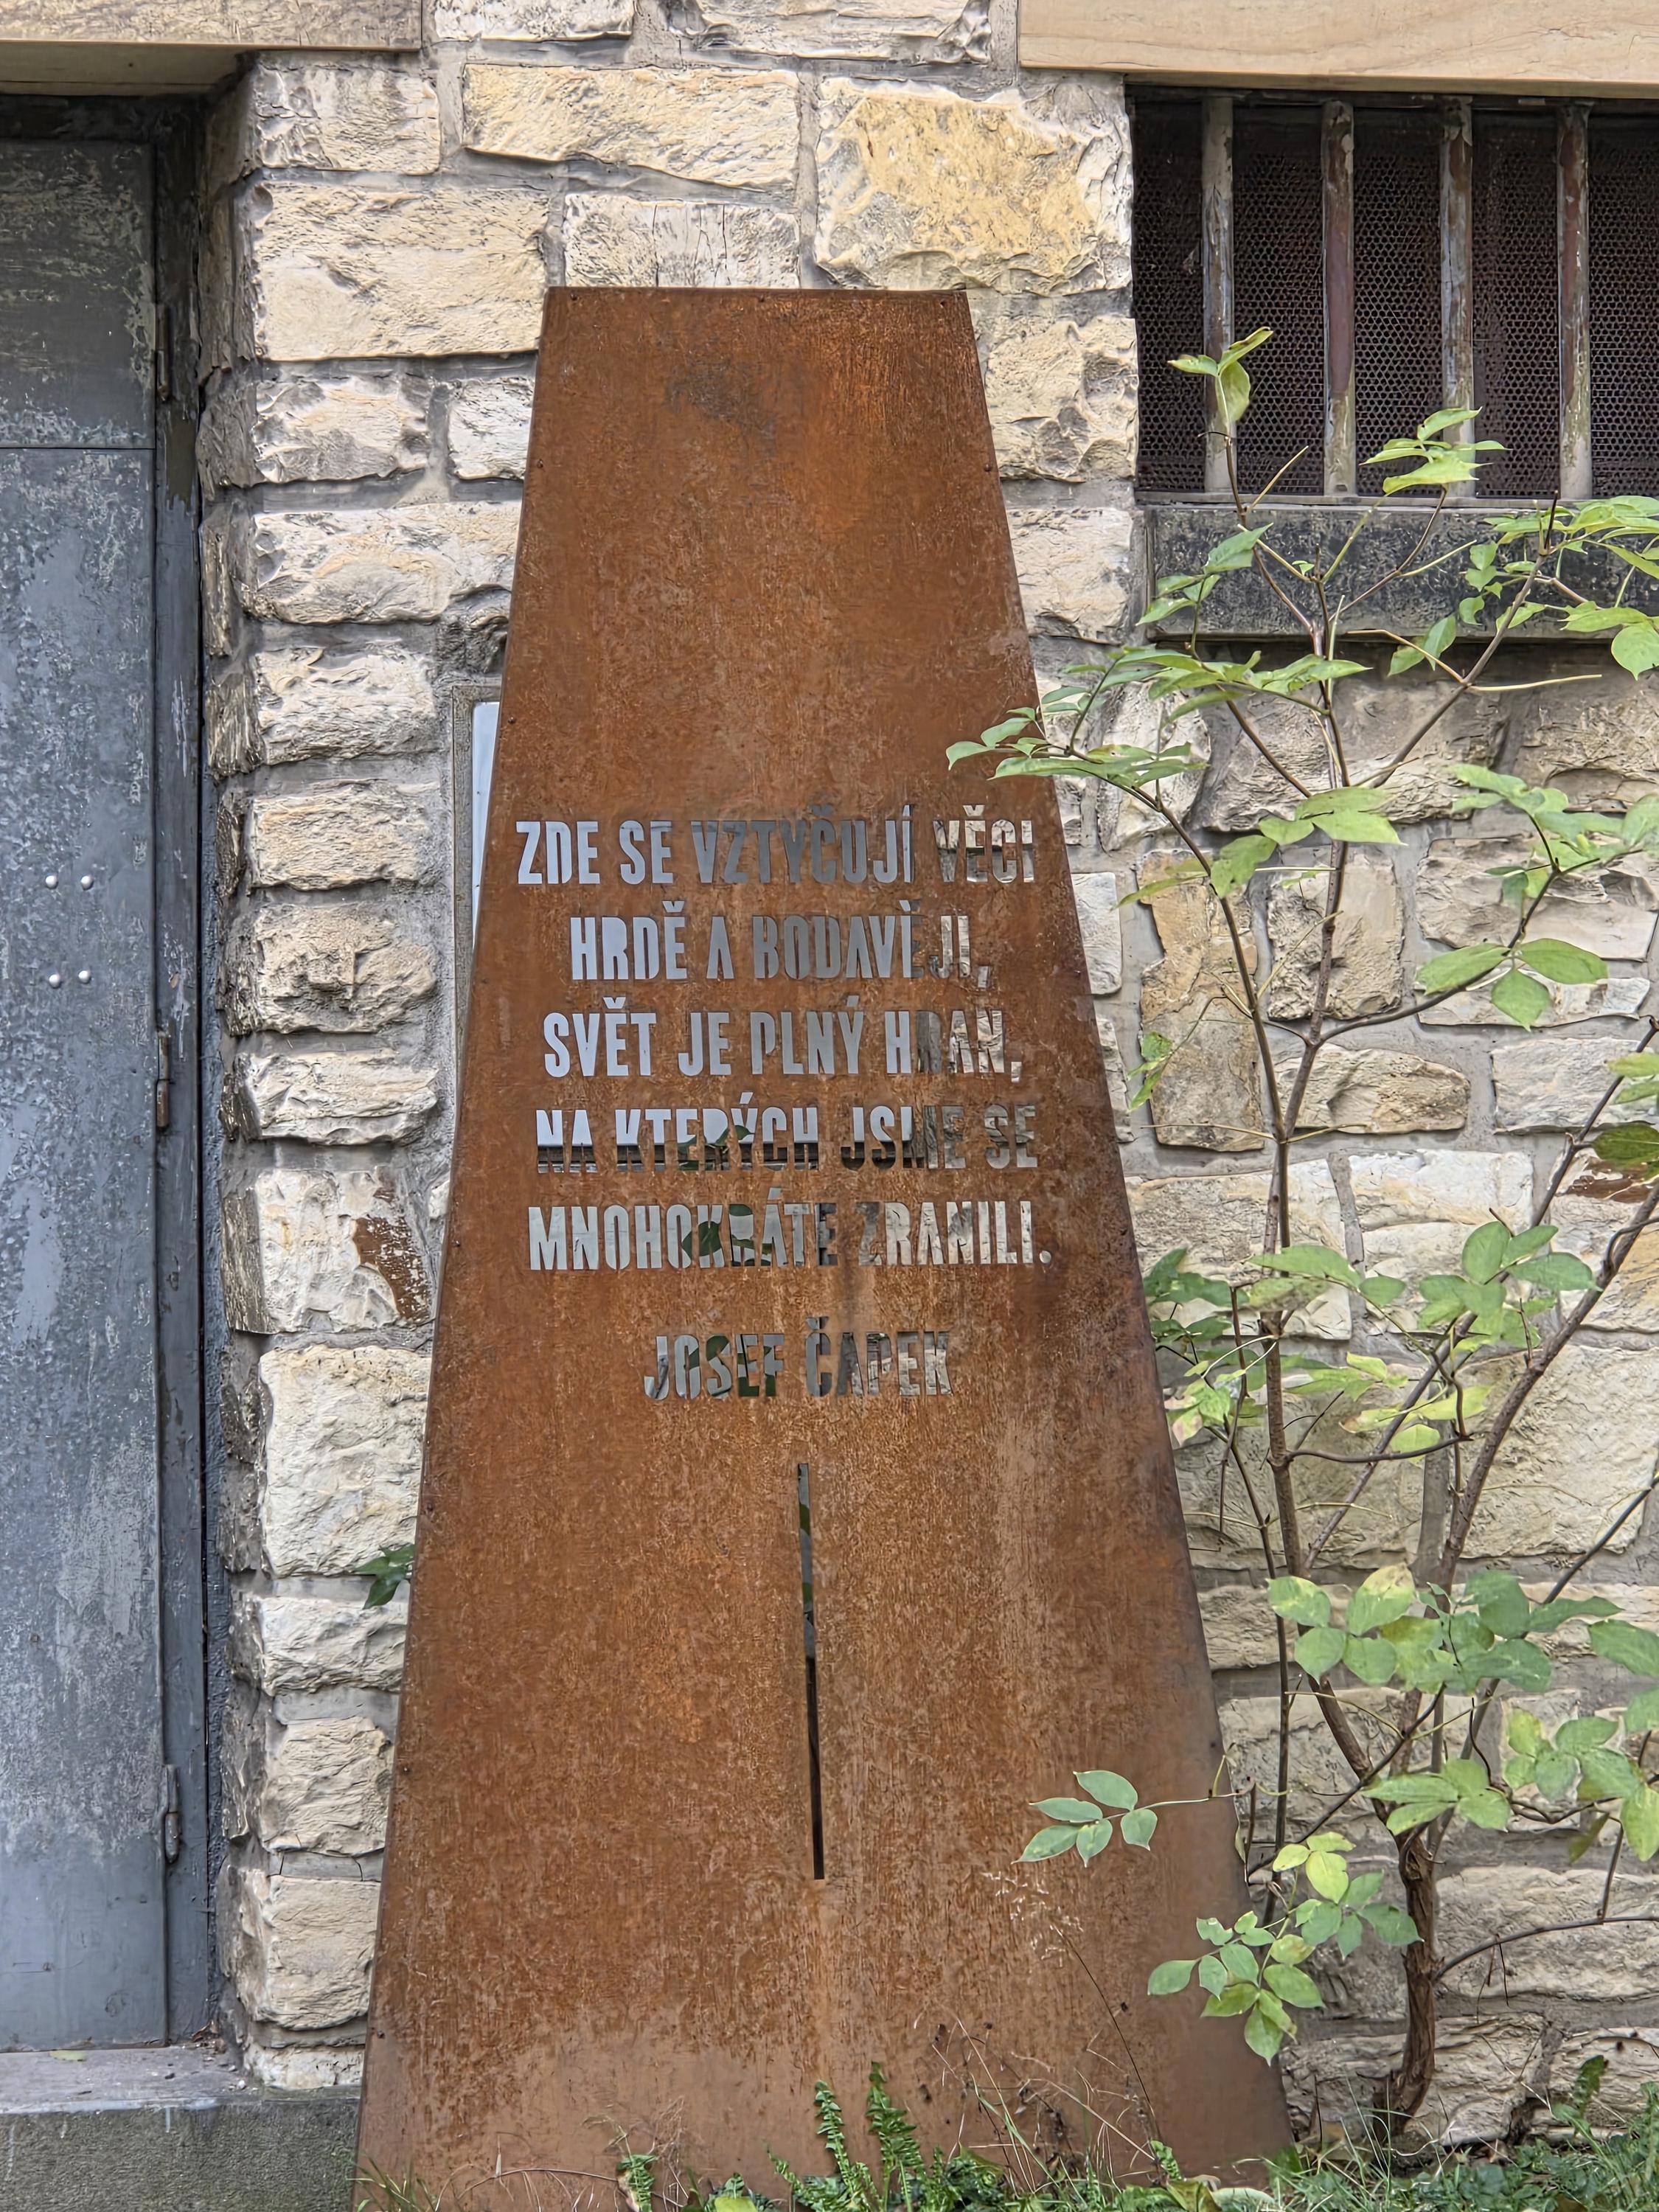 ZDE SE VZTYČUJÍ VĚCI
HRDĚ A BODAVĚJI,
SVĚT JE PLNÝ HRAN,
NA KTERÝCH JSME SE
MNOHOKRÁTE ZRANILI.
JOSEF ČAPEK